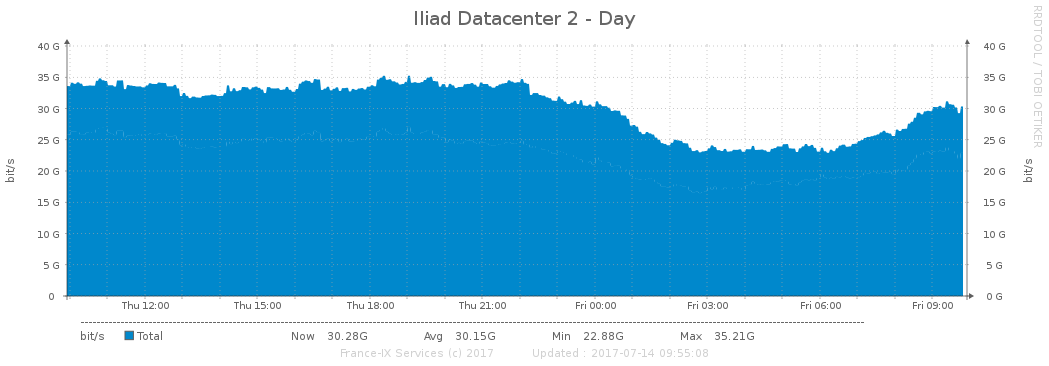 Iliad Datacenter 2 - Day
RRDTOOL / TOBI OETIKER
40 G 40 G
35 G 35 G
30 G 30 G
25 G 25 G
20 G 20 G
15 G 15 G
10 G 10 G
5 G 5 G
0 0 G
bit/s bit/s
Thu 12:00 Thu 15:00 Thu 18:00 Thu 21:00 Fri 00:00 Fri 03:00 Fri 06:00 Fri 09:00
bit/s Total Now 30.28G Avg 30.15G Min 22.88G Max 35.21G
France-IX Services (c) 2017 Updated : 2017-07-14 09:55:08